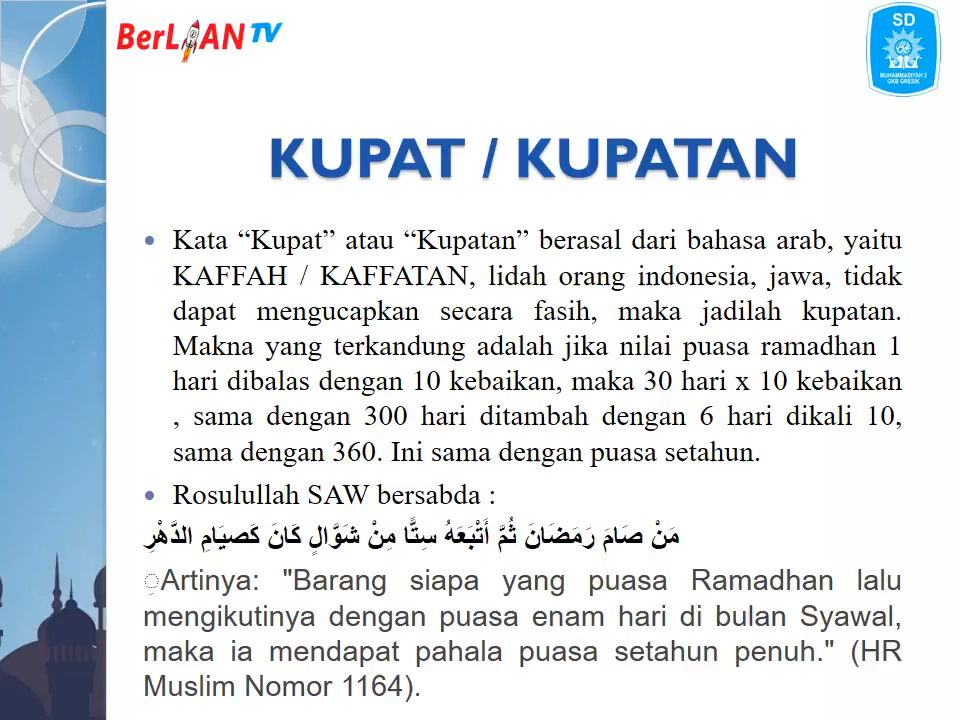 BerLIAN TV
SD
MUHAMMADIYAH 2
GKB GRESIK
KUPAT / KUPATAN
• Kata “Kupat” atau “Kupatan” berasal dari bahasa arab, yaitu
KAFFAH / KAFFATAN, lidah orang indonesia, jawa, tidak
dapat mengucapkan secara fasih, maka jadilah kupatan.
Makna yang terkandung adalah jika nilai puasa ramadhan 1
hari dibalas dengan 10 kebaikan, maka 30 hari x 10 kebaikan
, sama dengan 300 hari ditambah dengan 6 hari dikali 10,
sama dengan 360. Ini sama dengan puasa setahun.
• Rosulullah SAW bersabda :
مَنْ صَامَ رَمَضَانَ ثُمَّ أَتْبَعَهُ سِتًّا مِنْ شَوَّالٍ كَانَ كَصِيَامِ الدَّهْرِ
◌ِArtinya: "Barang siapa yang puasa Ramadhan lalu
mengikutinya dengan puasa enam hari di bulan Syawal,
maka ia mendapat pahala puasa setahun penuh." (HR
Muslim Nomor 1164).